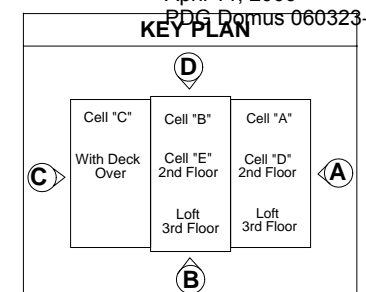 PDG Domus 060323-
KEY PLAN
D
Cell "C"
With Deck
Over
Cell "B"
Cell "E"
2nd Floor
Loft
3rd Floor
Cell "A"
Cell "D"
2nd Floor
Loft
3rd Floor
C
A
B